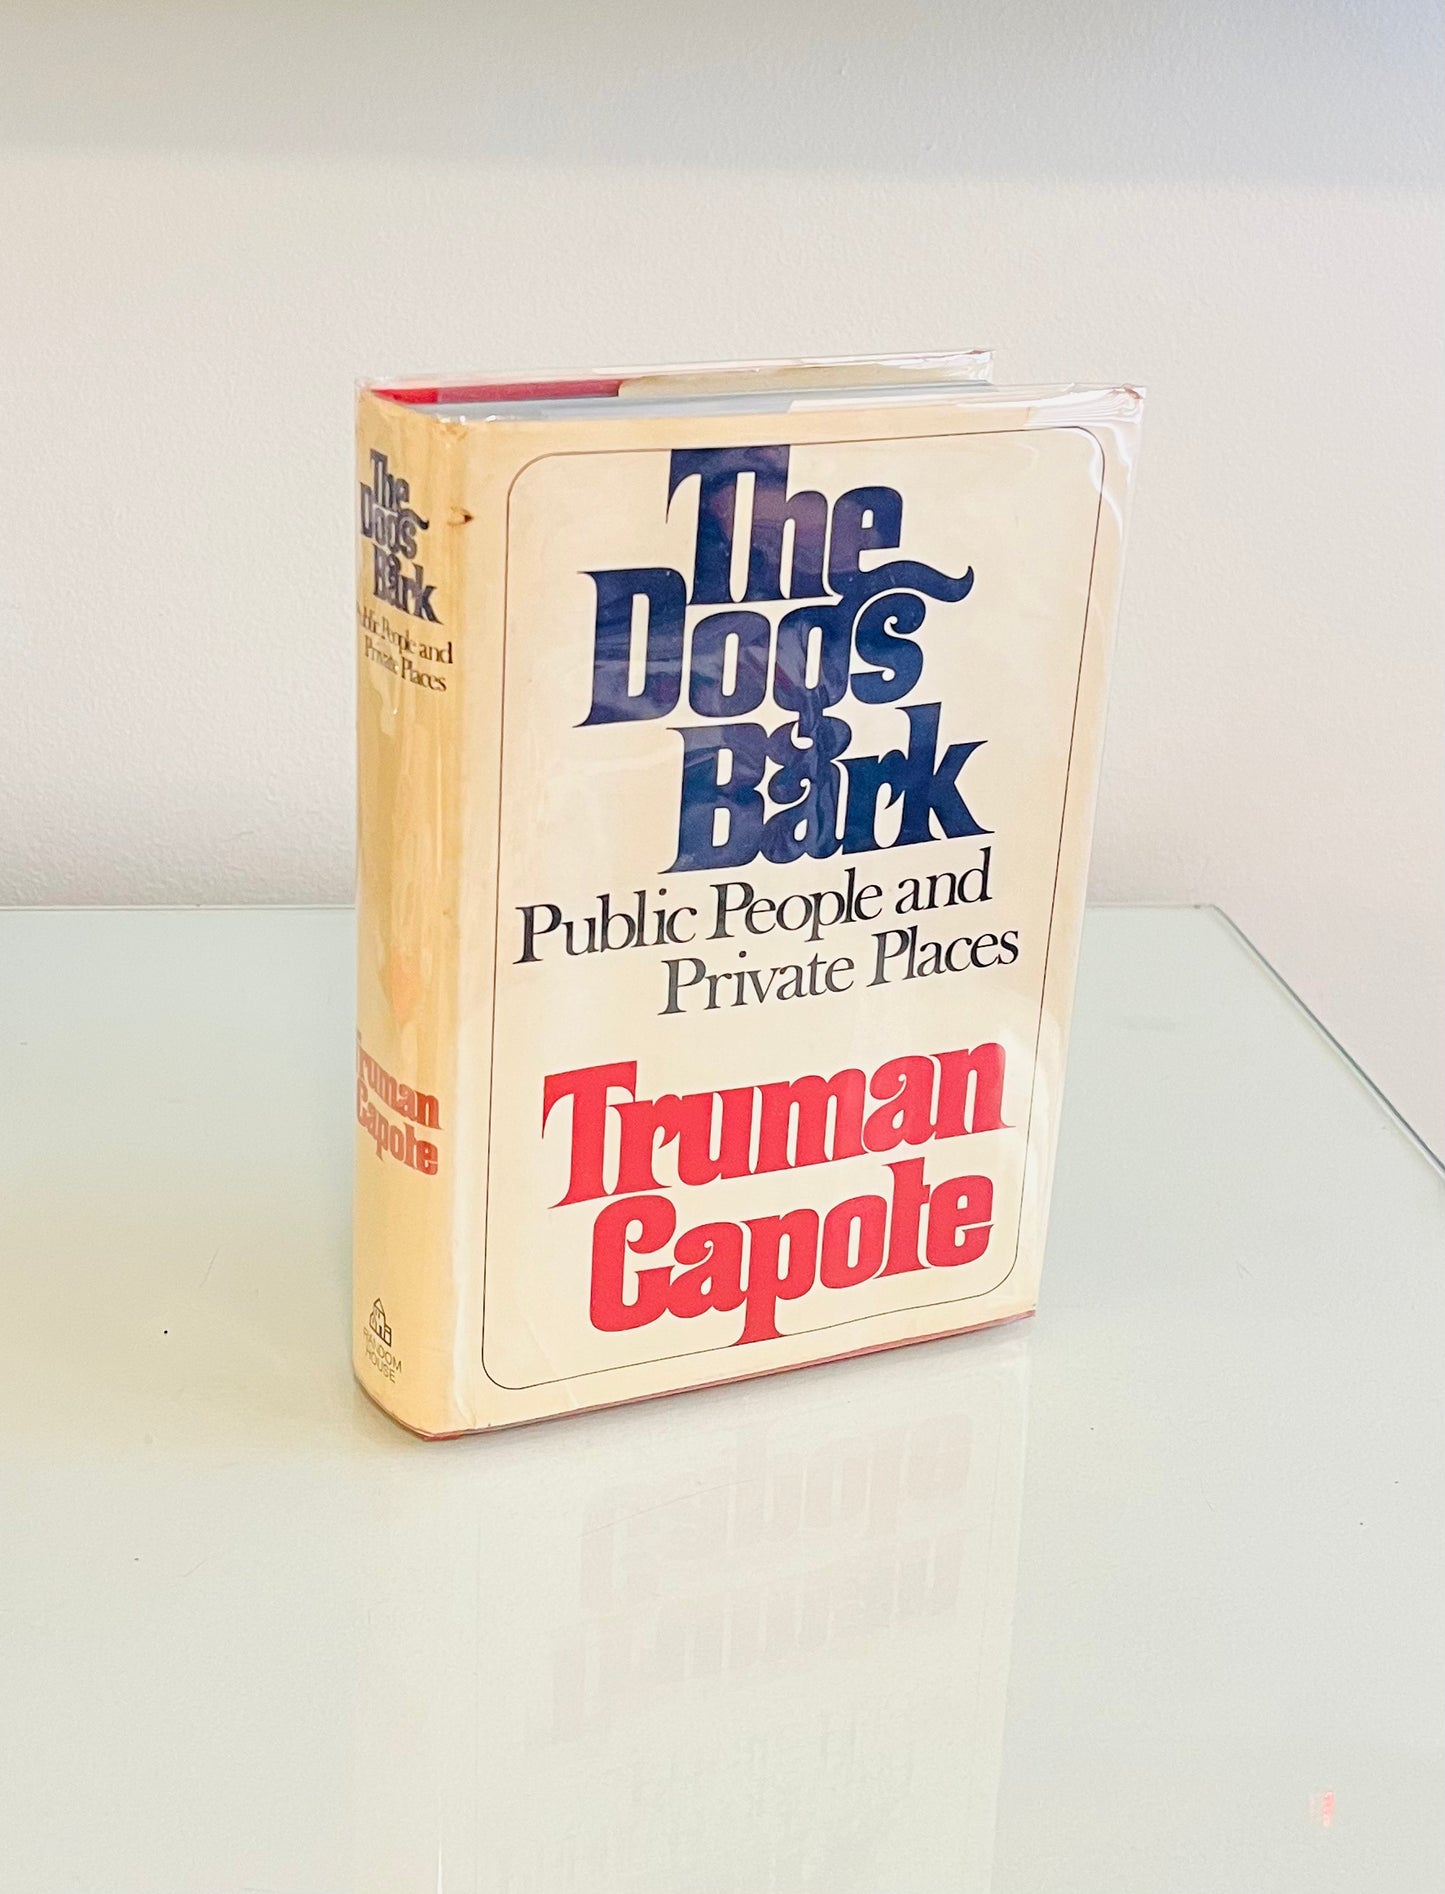 The
Dogs
Bark
Public People and
Private Places
Truman
Capote
The
Dogs
Bark
Public People and
Private Places
Truman
Capote
RANDOM
HOUSE